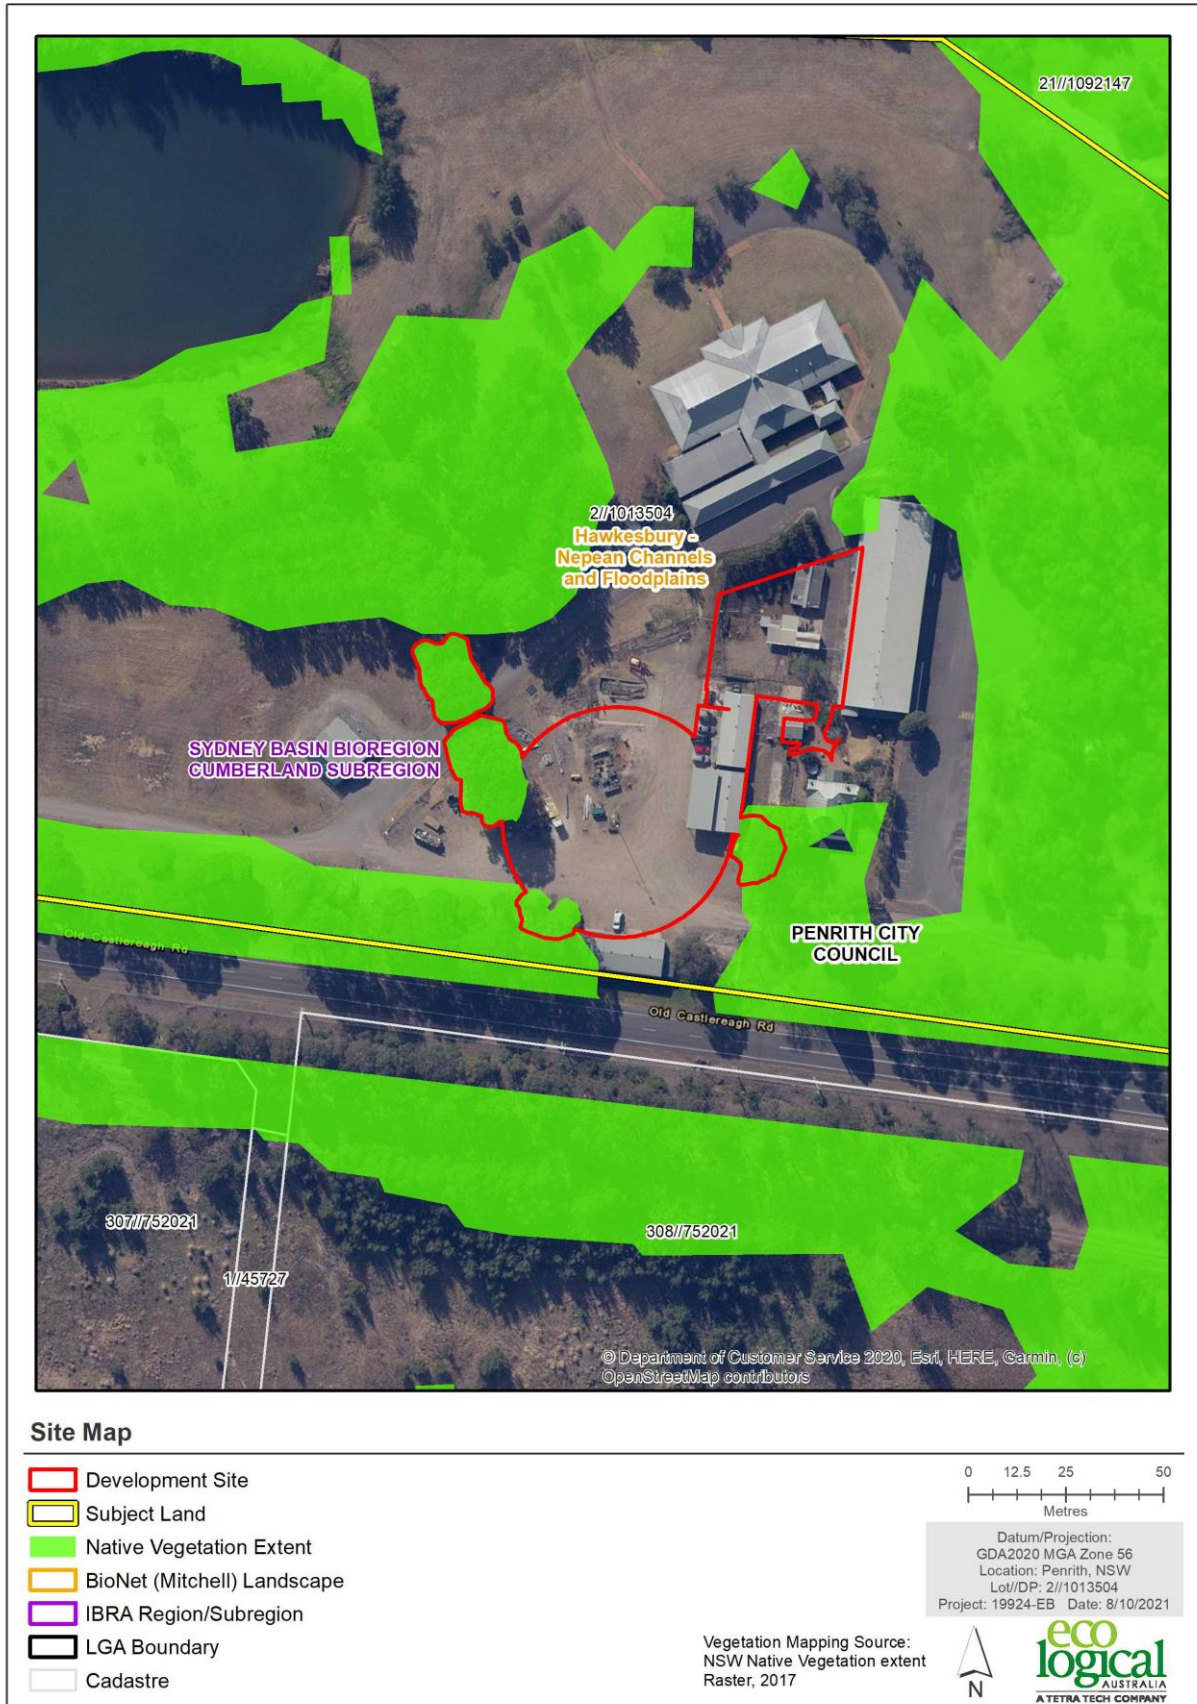 21//1092147
2//1013504
Hawkesbury -
Nepean Channels
and Floodplains
SYDNEY BASIN BIOREGION
CUMBERLAND SUBREGION
PENRITH CITY
COUNCIL
Old Castlereagh Rd
Old Castlereagh Rd
307//752021
308//752021
1//45727
© Department of Customer Service 2020, Esri, HERE, Garmin, (c)
OpenStreetMap contributors
Site Map
Development Site
Subject Land
Native Vegetation Extent
BioNet (Mitchell) Landscape
IBRA Region/Subregion
LGA Boundary
Cadastre
0 12.5 25 50
Metres
Datum/Projection:
GDA2020 MGA Zone 56
Location: Penrith, NSW
Lot//DP: 2//1013504
Project: 19924-EB Date: 8/10/2021
Vegetation Mapping Source:
NSW Native Vegetation extent
Raster, 2017
N
eco
logical
AUSTRALIA
A TETRA TECH COMPANY